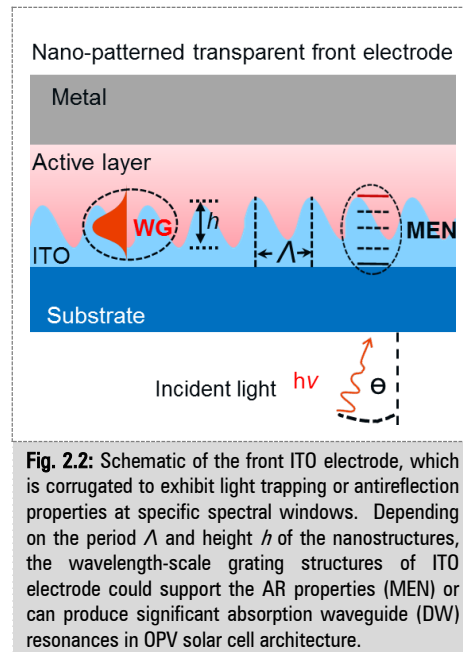 Nano-patterned transparent front electrode
Metal
Active layer
WG
h
Λ
MEN
ITO
Substrate
Incident light
hν
Θ
Fig. 2.2: Schematic of the front ITO electrode, which
is corrugated to exhibit light trapping or antireflection
properties at specific spectral windows. Depending
on the period Λ and height h of the nanostructures,
the wavelength-scale grating structures of ITO
electrode could support the AR properties (MEN) or
can produce significant absorption waveguide (DW)
resonances in OPV solar cell architecture.